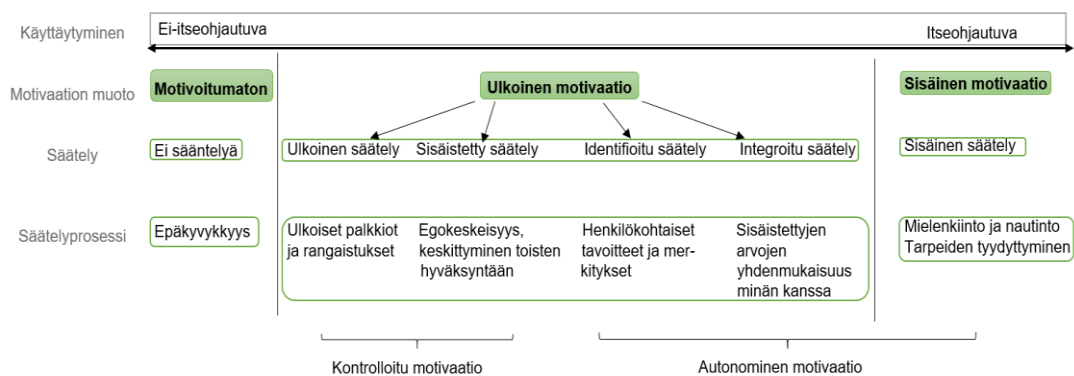 Käyttäytyminen
Ei-itseohjautuva
Itseohjautuva
Motivaation muoto
Motivoitumaton
Ulkoinen motivaatio
Sisäinen motivaatio
Säätely
Ei sääntelyä
Ulkoinen säätely
Sisäistetty säätely
Identifioitu säätely
Integroitu säätely
Sisäinen säätely
Säätelyprosessi
Epäkyvykkyys
Ulkoiset palkkiot
ja rangaistukset
Egokeskeisyys,
keskittyminen toisten
hyväksyntään
Henkilökohtaiset
tavoitteet ja mer-
kitykset
Sisäistettyjen
arvojen
yhdenmukaisuus
minän kanssa
Mielenkiinto ja nautinto
Tarpeiden tyydyttyminen
Kontrolloitu motivaatio
Autonominen motivaatio